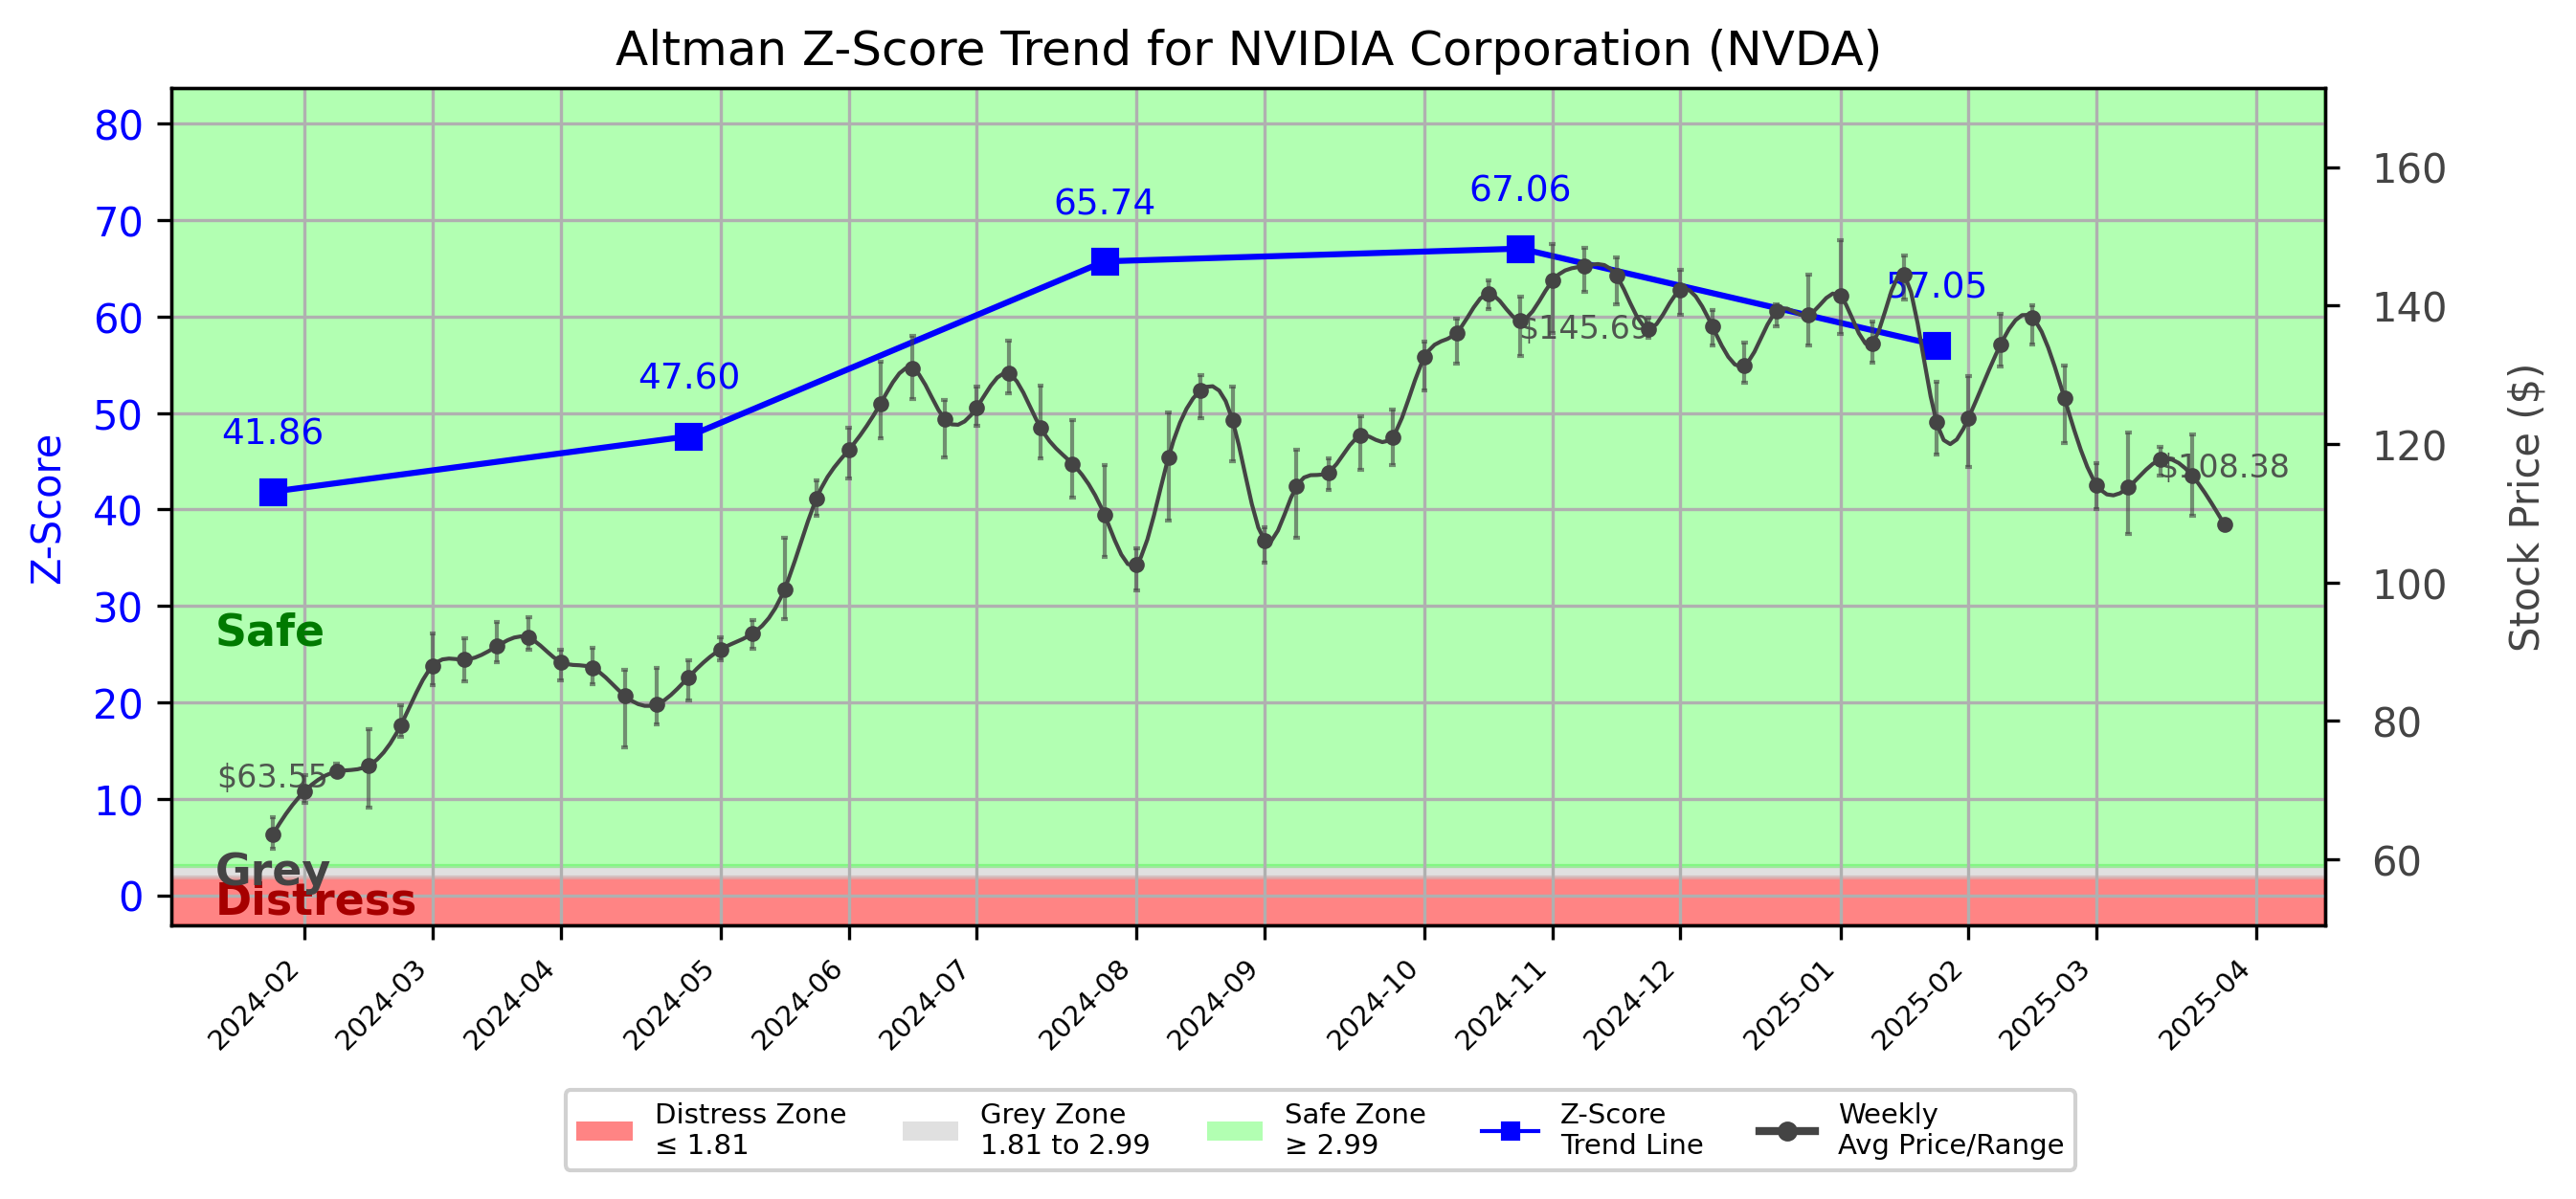 Altman Z-Score Trend for NVIDIA Corporation (NVDA)
Z-Score
80
70
60
50
40
30
20
10
0
41.86
47.60
65.74
67.06
57.05
$63.55
$145.69
$108.38
Safe
Grey
Distress
160
140
120
100
80
60
Stock Price ($)
2024-02
2024-03
2024-04
2024-05
2024-06
2024-07
2024-08
2024-09
2024-10
2024-11
2024-12
2025-01
2025-02
2025-03
2025-04
Distress Zone
≤ 1.81
Grey Zone
1.81 to 2.99
Safe Zone
≥ 2.99
Z-Score
Trend Line
Weekly
Avg Price/Range